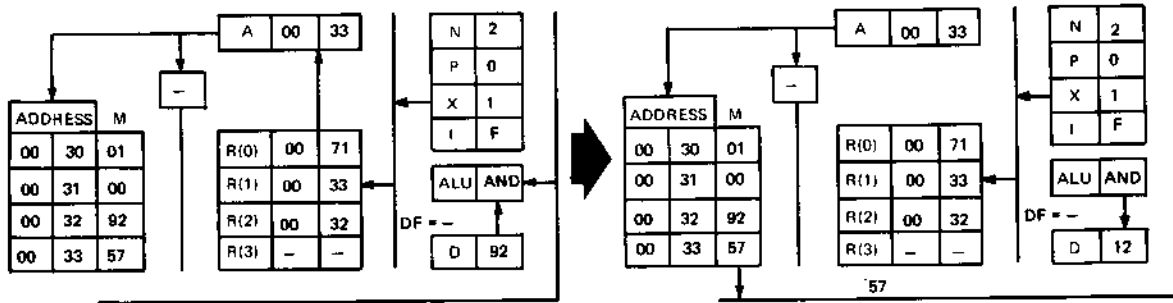 A 00 33
N 2
P 0
X 1
I F
–
ADDRESS M
00 30 01
00 31 00
00 32 92
00 33 57
R(0) 00 71
R(1) 00 33
R(2) 00 32
R(3) – –
ALU AND
D 92
A 00 33
N 2
P 0
X 1
I F
–
ADDRESS M
00 30 01
00 31 00
00 32 92
00 33 57
R(0) 00 71
R(1) 00 33
R(2) 00 32
R(3) – –
ALU AND
DF = –
D 12
DF = –
57